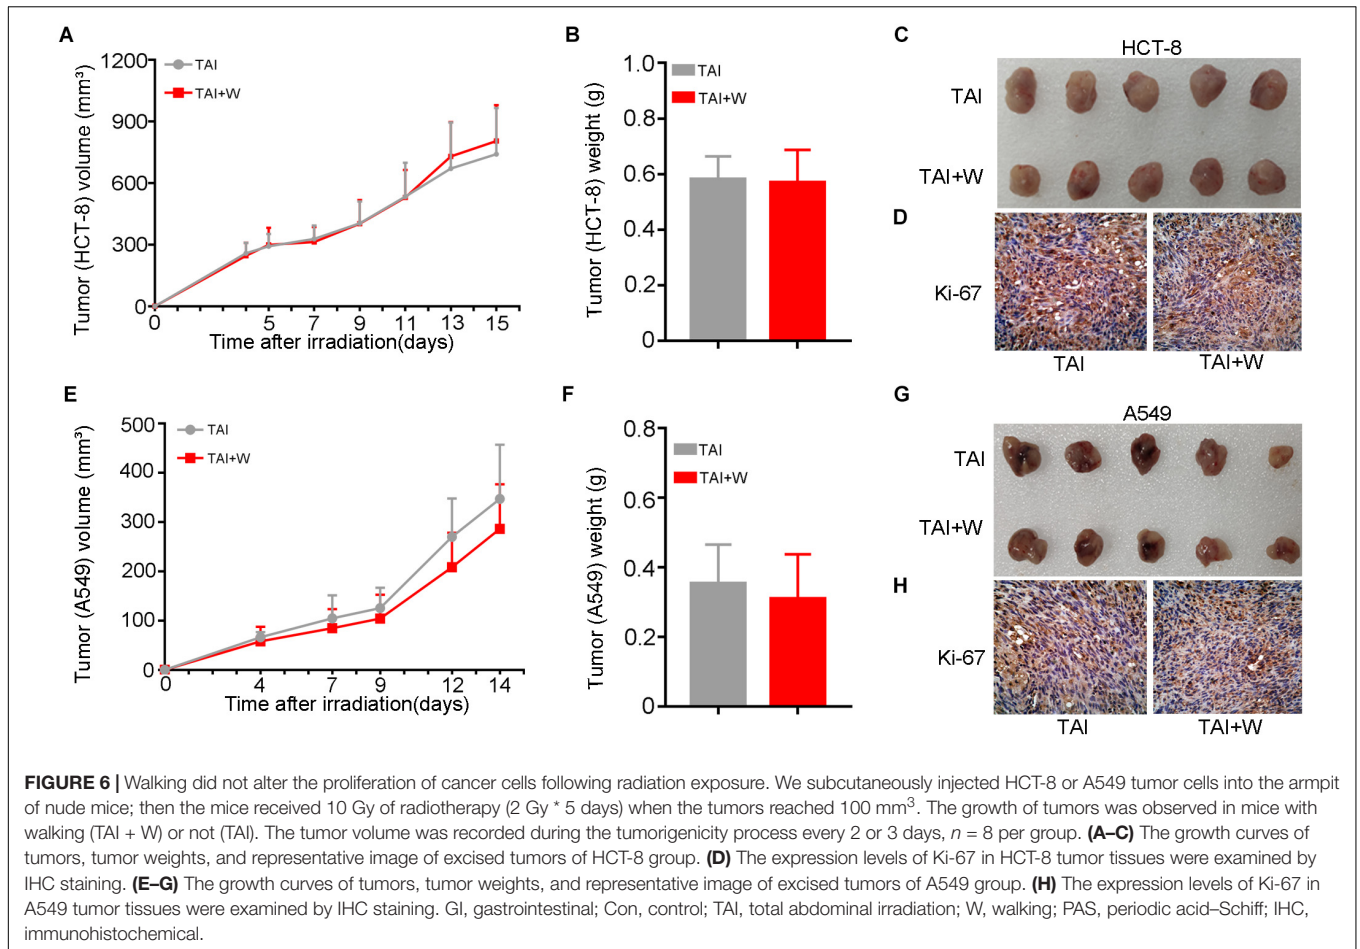 A
1200
900
600
300
0
Tumor (HCT-8) volume (mm³)
TAI
TAI+W
0 5 7 9 11 13 15
Time after irradiation(days)
B
1.0
0.8
0.6
0.4
0.2
0
Tumor (HCT-8) weight (g)
TAI
TAI+W
C
HCT-8
TAI
TAI+W
D
Ki-67
TAI TAI+W
E
500
400
300
200
100
0
Tumor (A549) volume (mm³)
TAI
TAI+W
0 4 7 9 12 14
Time after irradiation(days)
F
0.8
0.6
0.4
0.2
0
Tumor (A549) weight (g)
TAI
TAI+W
G
A549
TAI
TAI+W
H
Ki-67
TAI TAI+W
FIGURE 6 | Walking did not alter the proliferation of cancer cells following radiation exposure. We subcutaneously injected HCT-8 or A549 tumor cells into the armpit
of nude mice; then the mice received 10 Gy of radiotherapy (2 Gy * 5 days) when the tumors reached 100 mm³. The growth of tumors was observed in mice with
walking (TAI + W) or not (TAI). The tumor volume was recorded during the tumorigenicity process every 2 or 3 days, n = 8 per group. (A–C) The growth curves of
tumors, tumor weights, and representative image of excised tumors of HCT-8 group. (D) The expression levels of Ki-67 in HCT-8 tumor tissues were examined by
IHC staining. (E–G) The growth curves of tumors, tumor weights, and representative image of excised tumors of A549 group. (H) The expression levels of Ki-67 in
A549 tumor tissues were examined by IHC staining. GI, gastrointestinal; Con, control; TAI, total abdominal irradiation; W, walking; PAS, periodic acid–Schiff; IHC,
immunohistochemical.